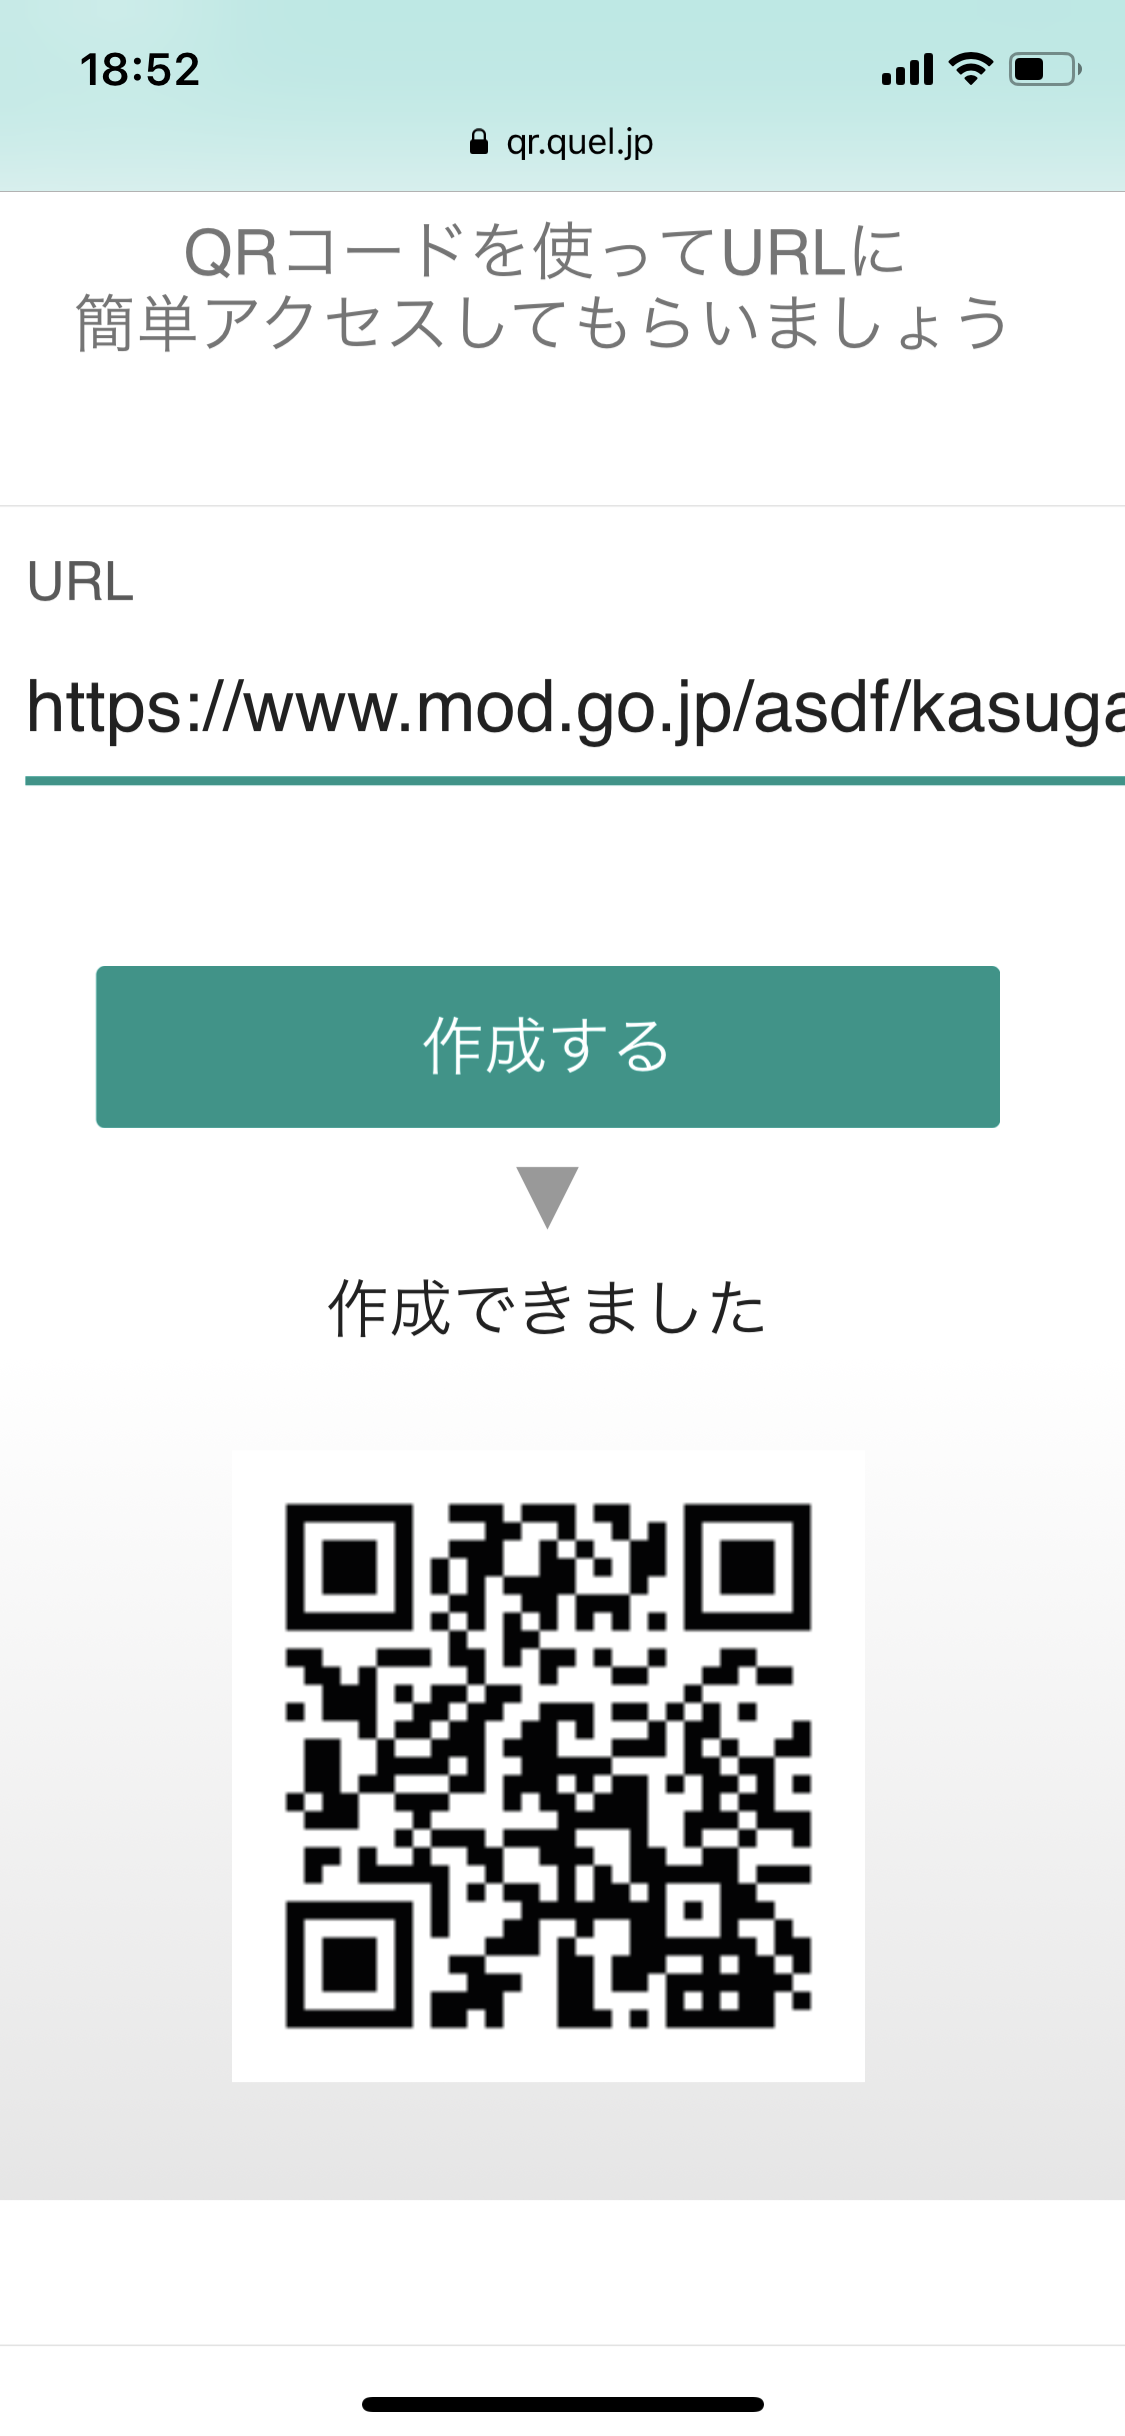 18:52
qr.quel.jp
QRコードを使ってURLに
簡単アクセスしてもらいましょう
URL
https://www.mod.go.jp/asdf/kasuga
作成する
▼
作成できました